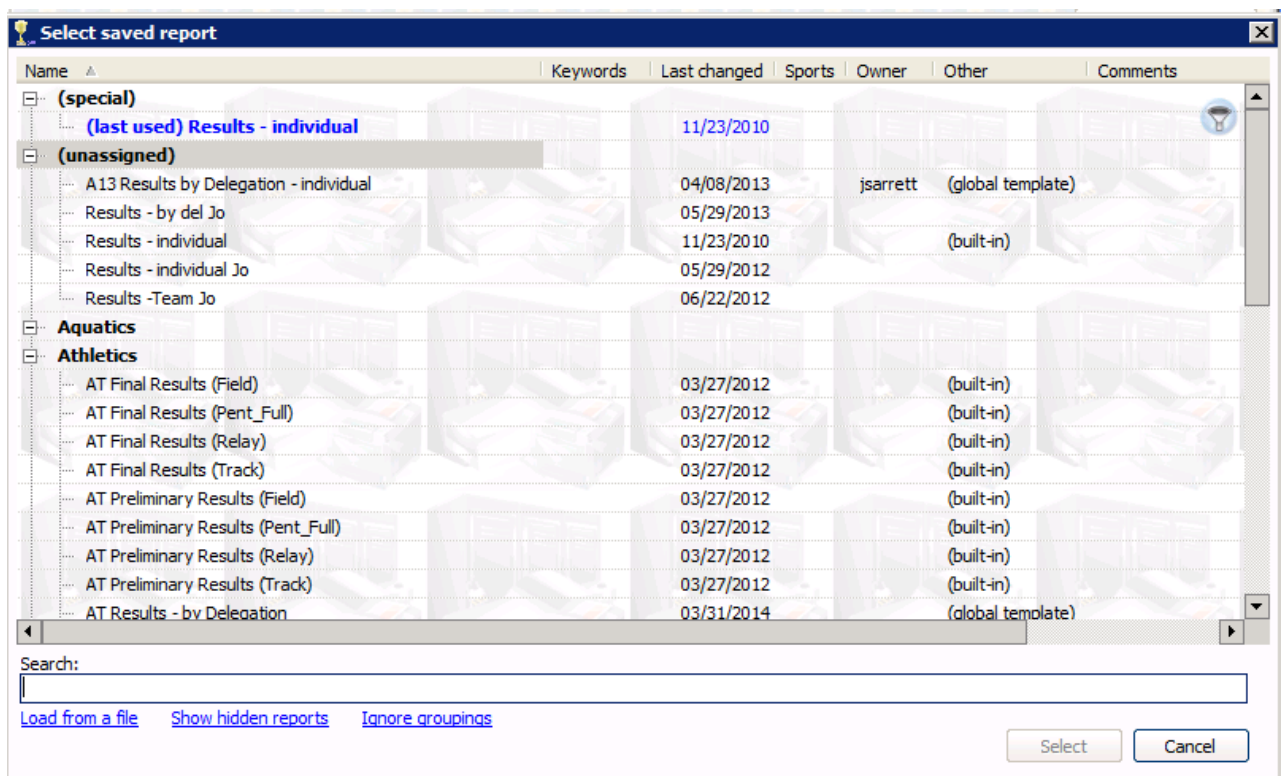 Select saved report
Name Keywords Last changed Sports Owner Other Comments
(special)
(last used) Results - individual 11/23/2010
(unassigned)
A13 Results by Delegation - individual 04/08/2013 jsarrett (global template)
Results - by del Jo 05/29/2013
Results - individual 11/23/2010 (built-in)
Results - individual Jo 05/29/2012
Results -Team Jo 06/22/2012
Aquatics
Athletics
AT Final Results (Field) 03/27/2012 (built-in)
AT Final Results (Pent_Full) 03/27/2012 (built-in)
AT Final Results (Relay) 03/27/2012 (built-in)
AT Final Results (Track) 03/27/2012 (built-in)
AT Preliminary Results (Field) 03/27/2012 (built-in)
AT Preliminary Results (Pent_Full) 03/27/2012 (built-in)
AT Preliminary Results (Relay) 03/27/2012 (built-in)
AT Preliminary Results (Track) 03/27/2012 (built-in)
AT Results - by Delegation 03/31/2014 (global template)
Search:
Load from a file Show hidden reports Ignore groupings
Select Cancel